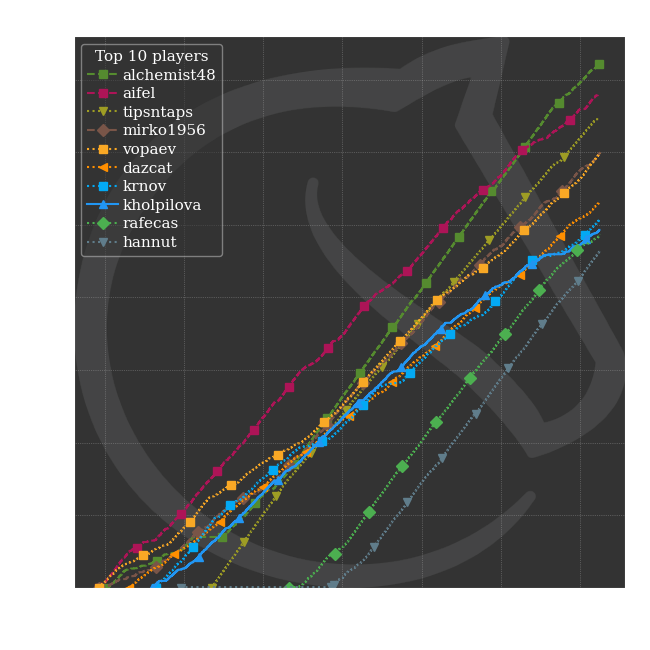 Top 10 players
alchemist48
aifel
tipsntaps
mirko1956
vopaev
dazcat
krnov
kholpilova
rafecas
hannut